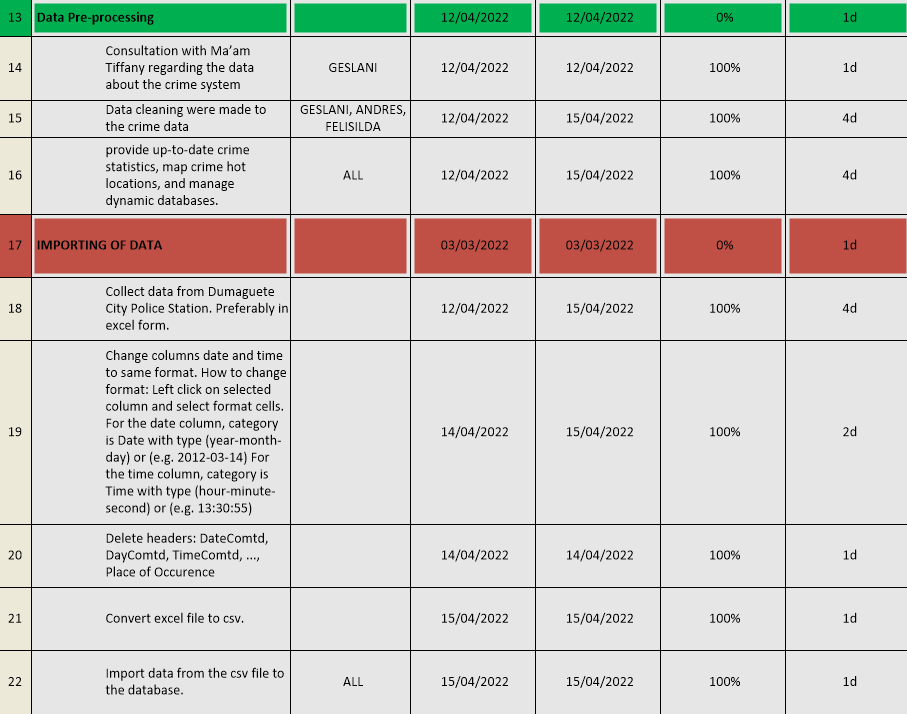 13 Data Pre-processing 12/04/2022 12/04/2022 0% 1d
Consultation with Ma'am
Tiffany regarding the data
about the crime system
14 GESLANI 12/04/2022 12/04/2022 100% 1d
Data cleaning were made to
the crime data
15 GESLANI, ANDRES,
FELISILDA
12/04/2022 15/04/2022 100% 4d
provide up-to-date crime
statistics, map crime hot
locations, and manage
dynamic databases.
16 ALL 12/04/2022 15/04/2022 100% 4d
17 IMPORTING OF DATA 03/03/2022 03/03/2022 0% 1d
Collect data from Dumaguete
City Police Station. Preferably in
excel form.
18 12/04/2022 15/04/2022 100% 4d
Change columns date and time
to same format. How to change
format: Left click on selected
column and select format cells.
For the date column, category
is Date with type (year-month-
day) or (e.g. 2012-03-14) For
the time column, category is
Time with type (hour-minute-
second) or (e.g. 13:30:55)
19 14/04/2022 15/04/2022 100% 2d
Delete headers: DateComtd,
DayComtd, TimeComtd, ...,
Place of Occurence
20 14/04/2022 14/04/2022 100% 1d
21 Convert excel file to csv. 15/04/2022 15/04/2022 100% 1d
Import data from the csv file to
the database.
22 ALL 15/04/2022 15/04/2022 100% 1d